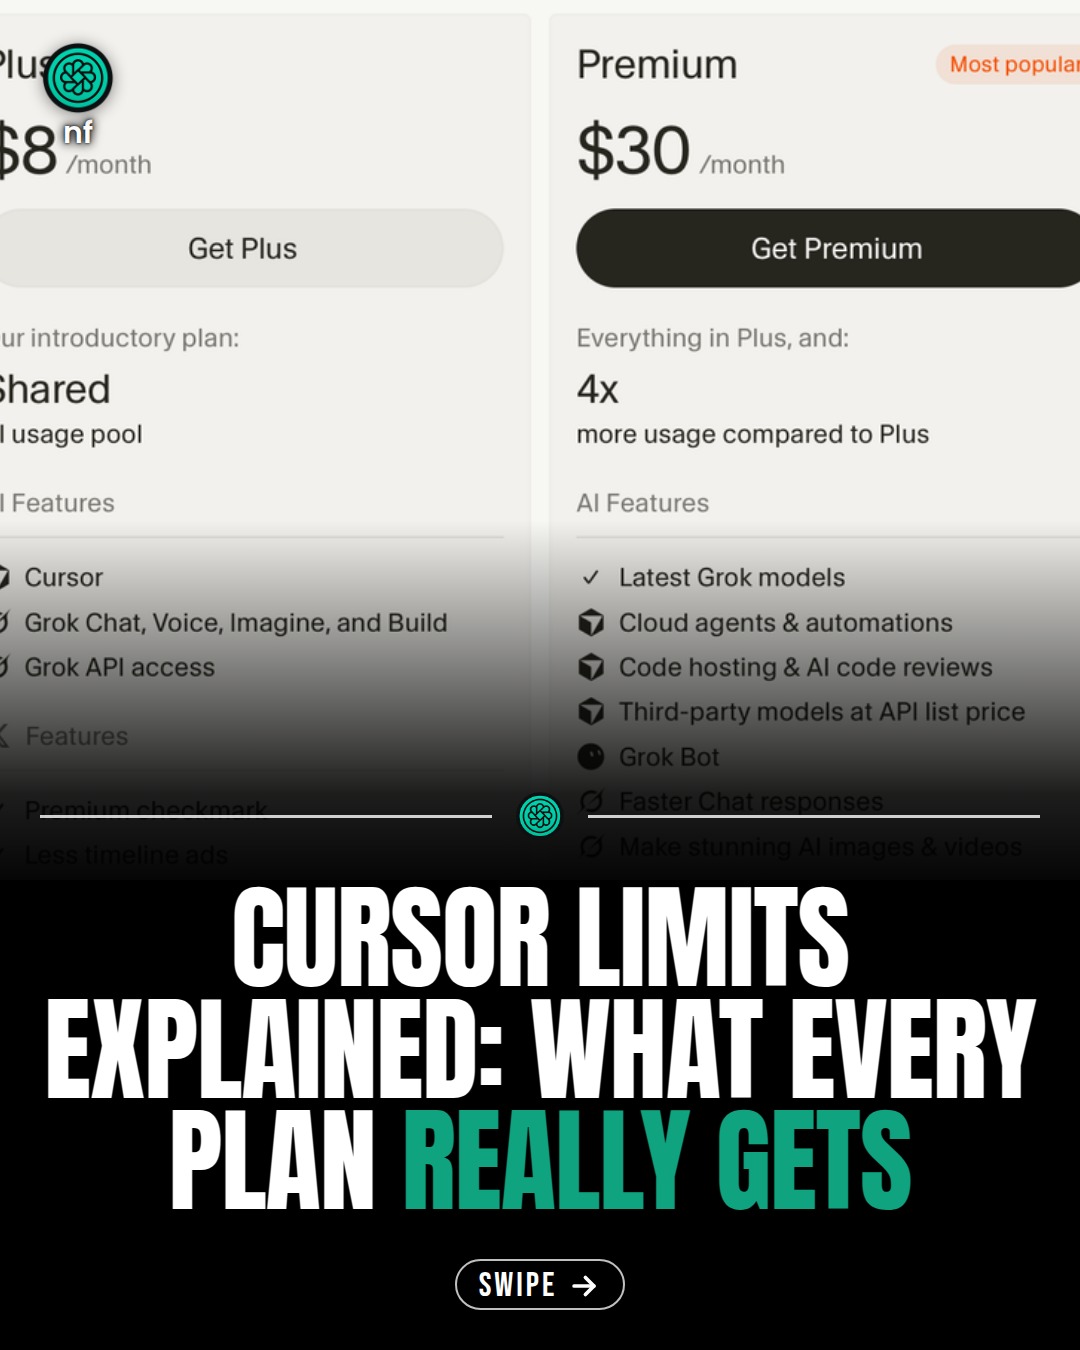 Plus
nf
$8 /month
Get Plus
ur introductory plan:
Shared
I usage pool
I Features
Cursor
Grok Chat, Voice, Imagine, and Build
Grok API access
Features
Premium checkmark
Less timeline ads
Premium
Most popular
$30 /month
Get Premium
Everything in Plus, and:
4x
more usage compared to Plus
AI Features
Latest Grok models
Cloud agents & automations
Code hosting & AI code reviews
Third-party models at API list price
Grok Bot
Faster Chat responses
Make stunning AI images & videos
CURSOR LIMITS
EXPLAINED: WHAT EVERY
PLAN REALLY GETS
SWIPE →